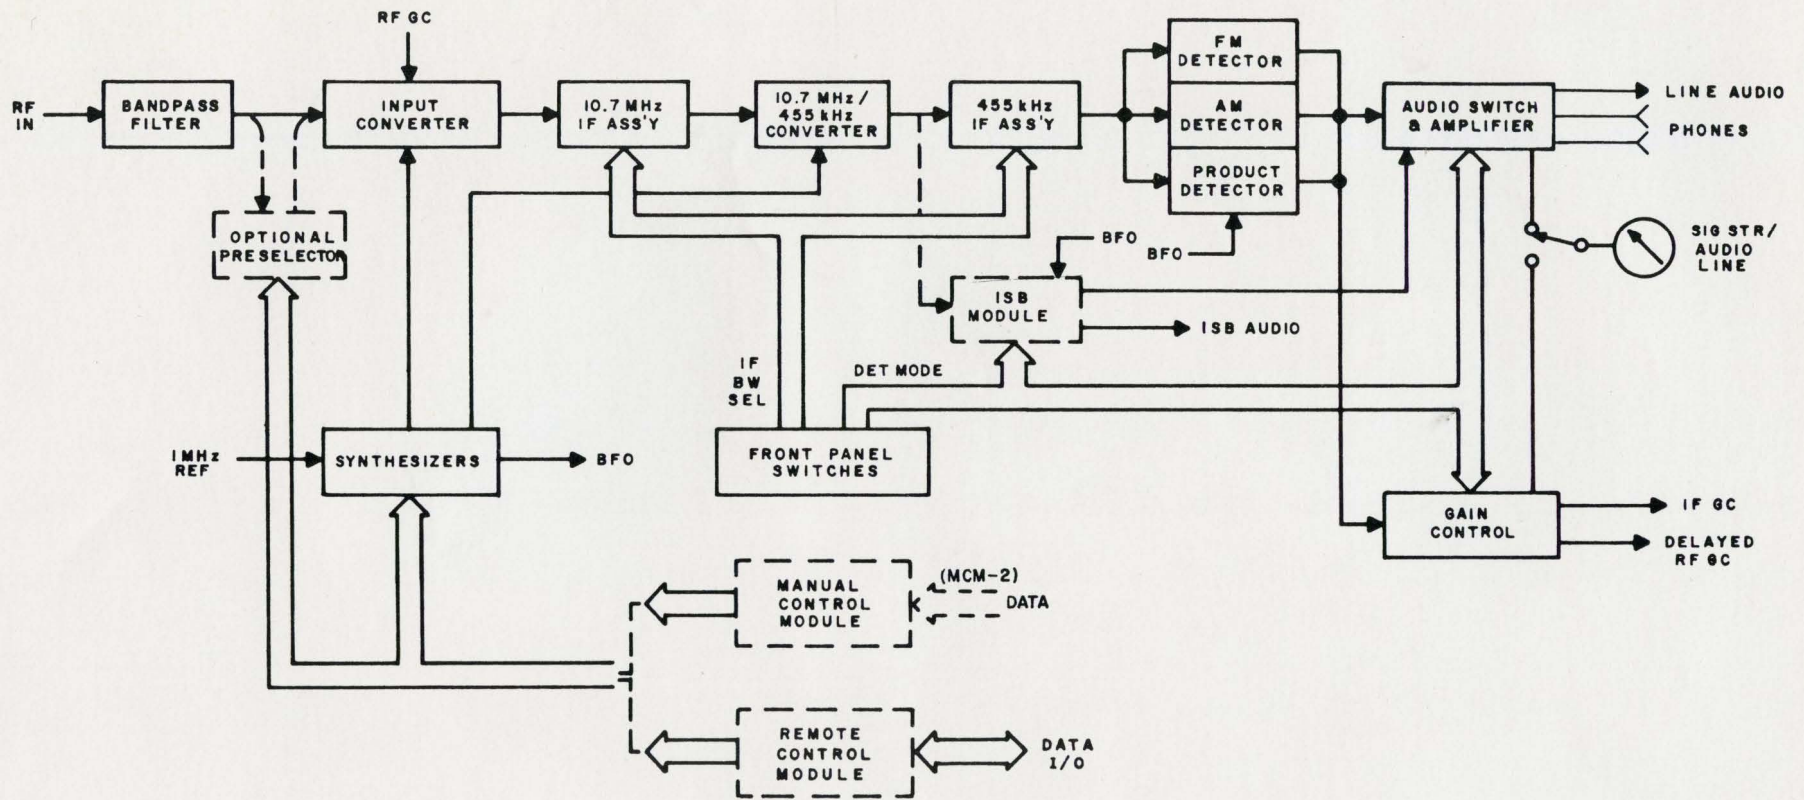 RF GC
RF
IN
BANDPASS
FILTER
INPUT
CONVERTER
10.7 MHz
IF ASS'Y
10.7 MHz /
455 kHz
CONVERTER
455 kHz
IF ASS'Y
FM
DETECTOR
AM
DETECTOR
PRODUCT
DETECTOR
AUDIO SWITCH
& AMPLIFIER
LINE AUDIO
PHONES
OPTIONAL
PRESELECTOR
BFO
BFO
SIG STR/
AUDIO
LINE
ISB
MODULE
ISB AUDIO
IF
BW
SEL
DET MODE
1MHz
REF
SYNTHESIZERS
BFO
FRONT PANEL
SWITCHES
GAIN
CONTROL
IF GC
DELAYED
RF GC
MANUAL
CONTROL
MODULE
(MCM-2)
DATA
REMOTE
CONTROL
MODULE
DATA
I/O